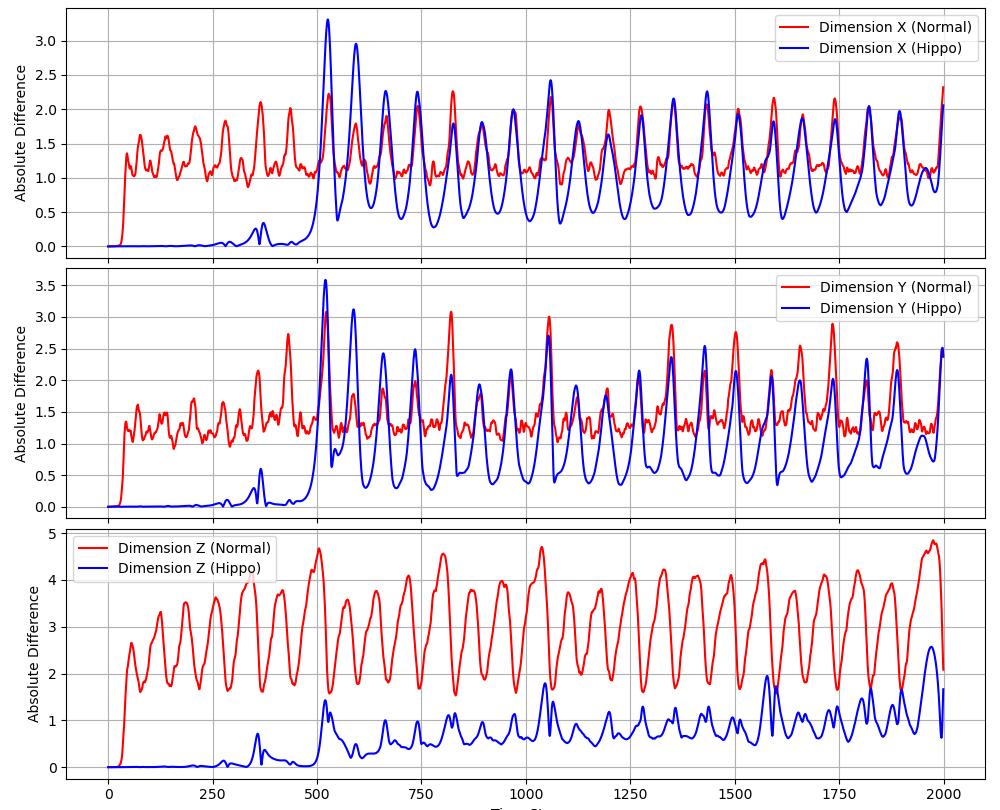 Dimension X (Normal)
Dimension X (Hippo)
Absolute Difference
3.0
2.5
2.0
1.5
1.0
0.5
0.0
Dimension Y (Normal)
Dimension Y (Hippo)
Absolute Difference
3.5
3.0
2.5
2.0
1.5
1.0
0.5
0.0
Dimension Z (Normal)
Dimension Z (Hippo)
Absolute Difference
5
4
3
2
1
0
0 250 500 750 1000 1250 1500 1750 2000